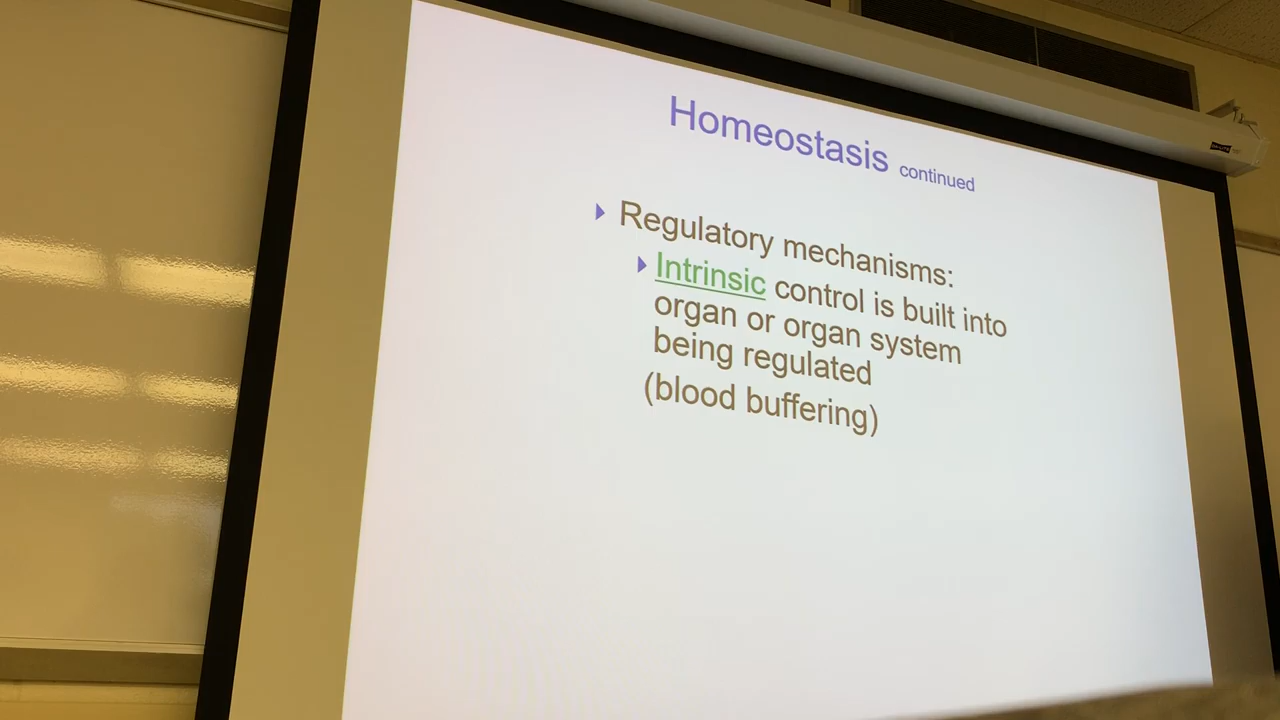 Homeostasis continued
Regulatory mechanisms:
Intrinsic control is built into
organ or organ system
being regulated
(blood buffering)